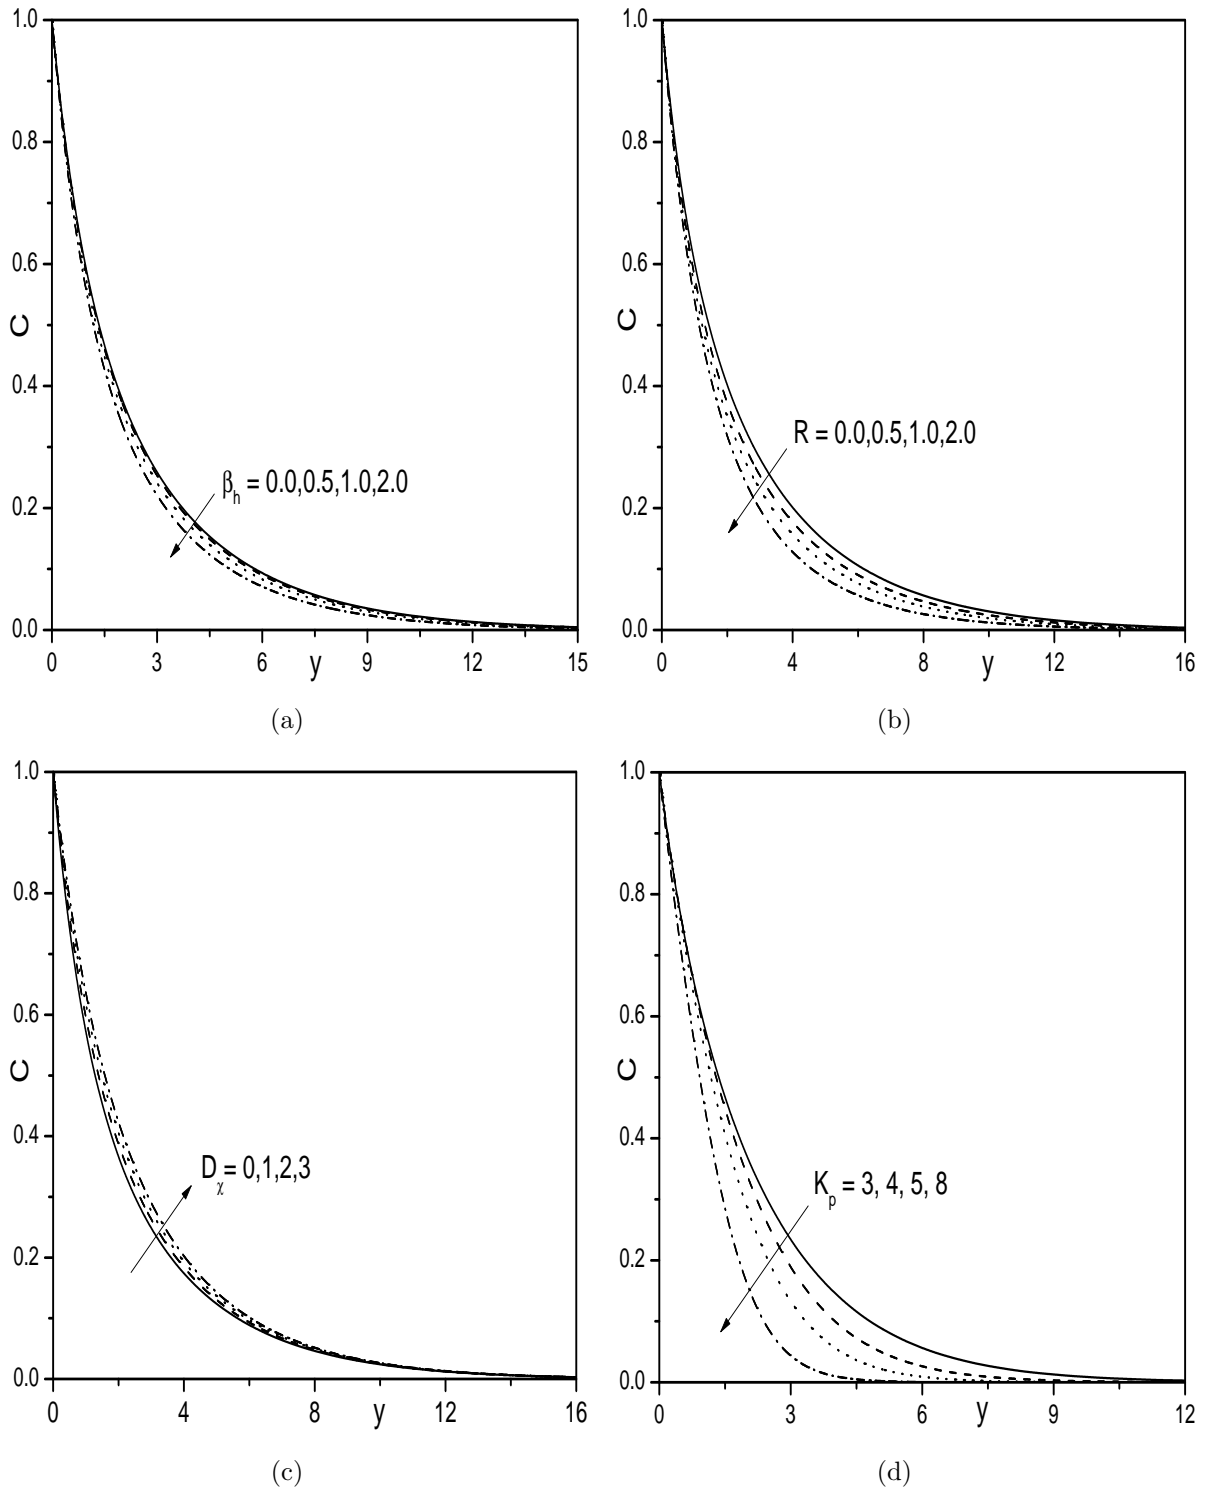 1.0
0.8
0.6
C
0.4
β_h = 0.0,0.5,1.0,2.0
0.2
0.0
0 3 6 y 9 12 15
(a)
1.0
0.8
0.6
C
0.4
R = 0.0,0.5,1.0,2.0
0.2
0.0
0 4 8 y 12 16
(b)
1.0
0.8
0.6
C
0.4
D_χ = 0,1,2,3
0.2
0.0
0 4 8 y 12 16
(c)
1.0
0.8
0.6
C
0.4
K_p = 3, 4, 5, 8
0.2
0.0
0 3 6 y 9 12
(d)